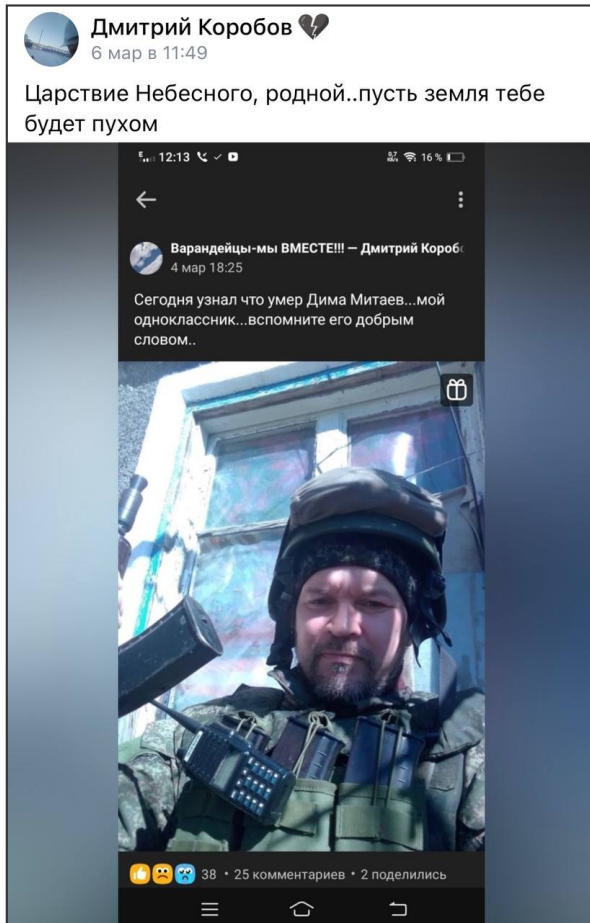 Дмитрий Коробов
6 мар в 11:49
Царствие Небесного, родной..пусть земля тебе
будет пухом
E 12:13 16 %
Варандейцы-мы ВМЕСТЕ!!! — Дмитрий Короб
4 мар 18:25
Сегодня узнал что умер Дима Митаев...мой
одноклассник...вспомните его добрым
словом..
38 • 25 комментариев • 2 поделились